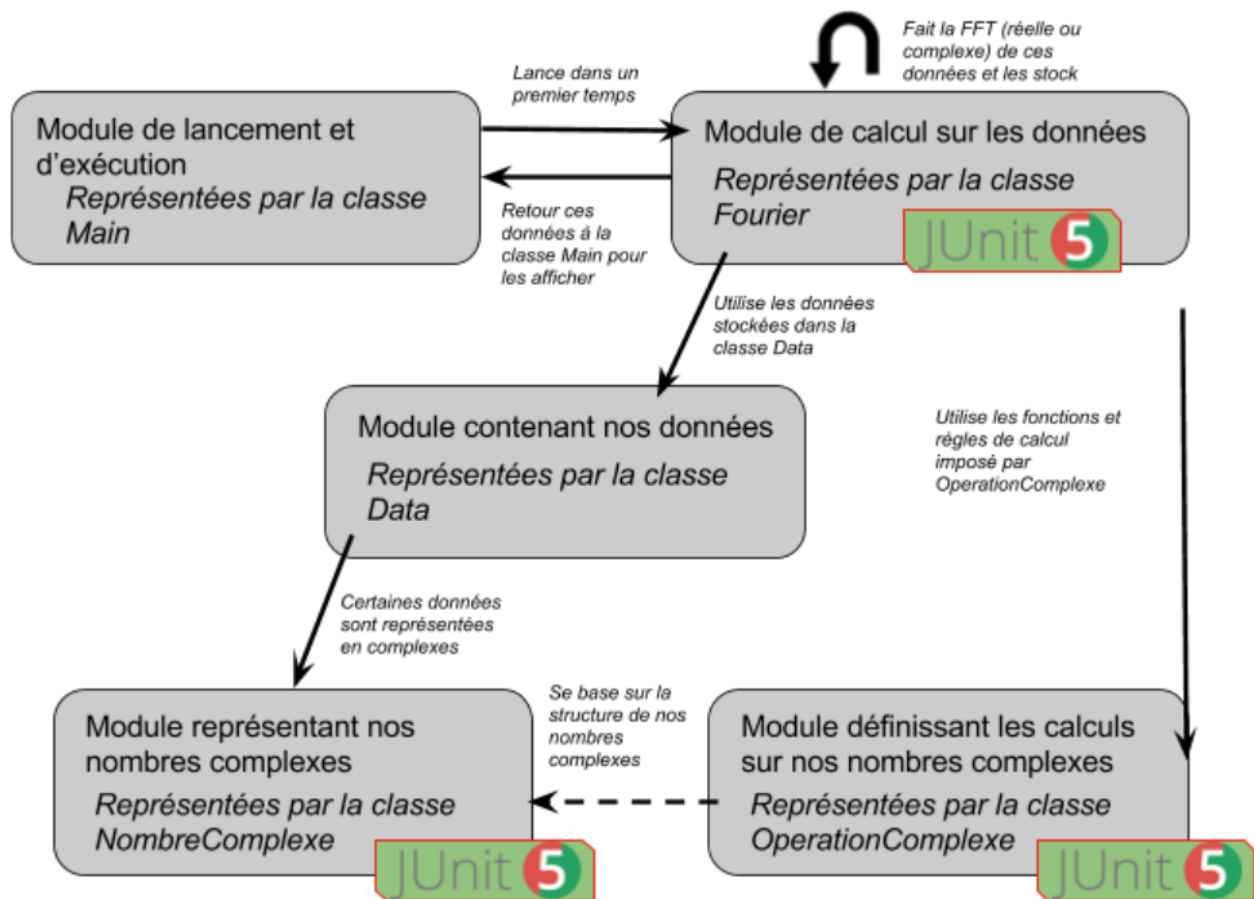 Fait la FFT (réelle ou
complexe) de ces
données et les stock
Lance dans un
premier temps
Module de lancement et
d'exécution
Représentées par la classe
Main
Module de calcul sur les données
Représentées par la classe
Fourier
JUnit 5
Retour ces
données á la
classe Main pour
les afficher
Utilise les données
stockées dans la
classe Data
Module contenant nos données
Représentées par la classe
Data
Utilise les fonctions et
règles de calcul
imposé par
OperationComplexe
Certaines données
sont représentées
en complexes
Se base sur la
structure de nos
nombres
complexes
Module représentant nos
nombres complexes
Représentées par la classe
NombreComplexe
JUnit 5
Module définissant les calculs
sur nos nombres complexes
Représentées par la classe
OperationComplexe
JUnit 5